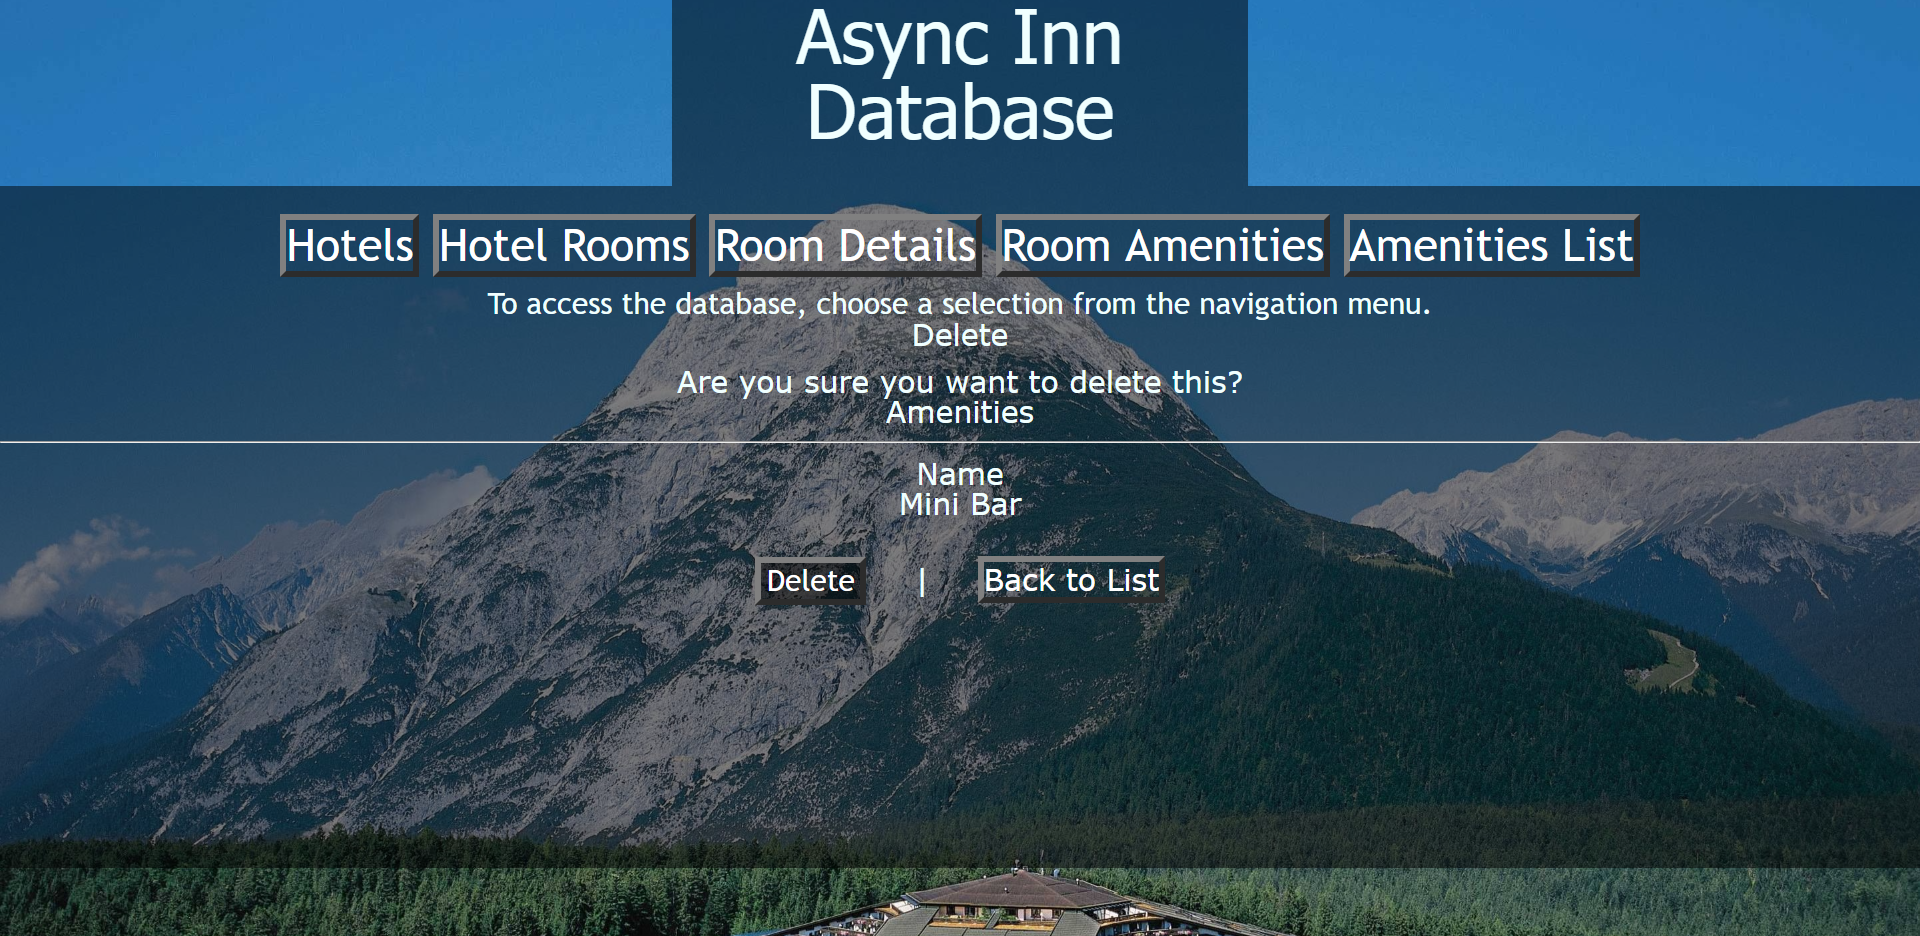 Async Inn
Database
Hotels Hotel Rooms Room Details Room Amenities Amenities List
To access the database, choose a selection from the navigation menu.
Delete
Are you sure you want to delete this?
Amenities
Name
Mini Bar
Delete | Back to List